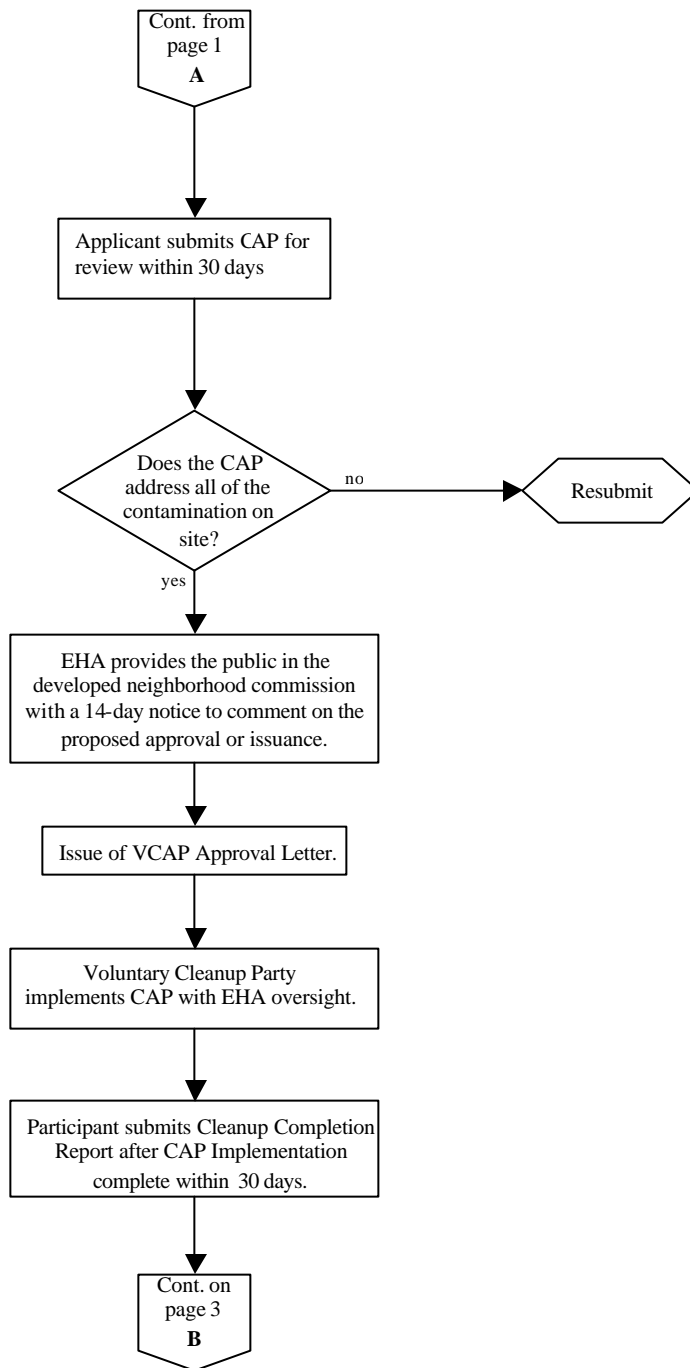 Cont. from
page 1
A
Applicant submits CAP for
review within 30 days
Does the CAP
address all of the
contamination on
site?
no
Resubmit
yes
EHA provides the public in the
developed neighborhood commission
with a 14-day notice to comment on the
proposed approval or issuance.
Issue of VCAP Approval Letter.
Voluntary Cleanup Party
implements CAP with EHA oversight.
Participant submits Cleanup Completion
Report after CAP Implementation
complete within 30 days.
Cont. on
page 3
B